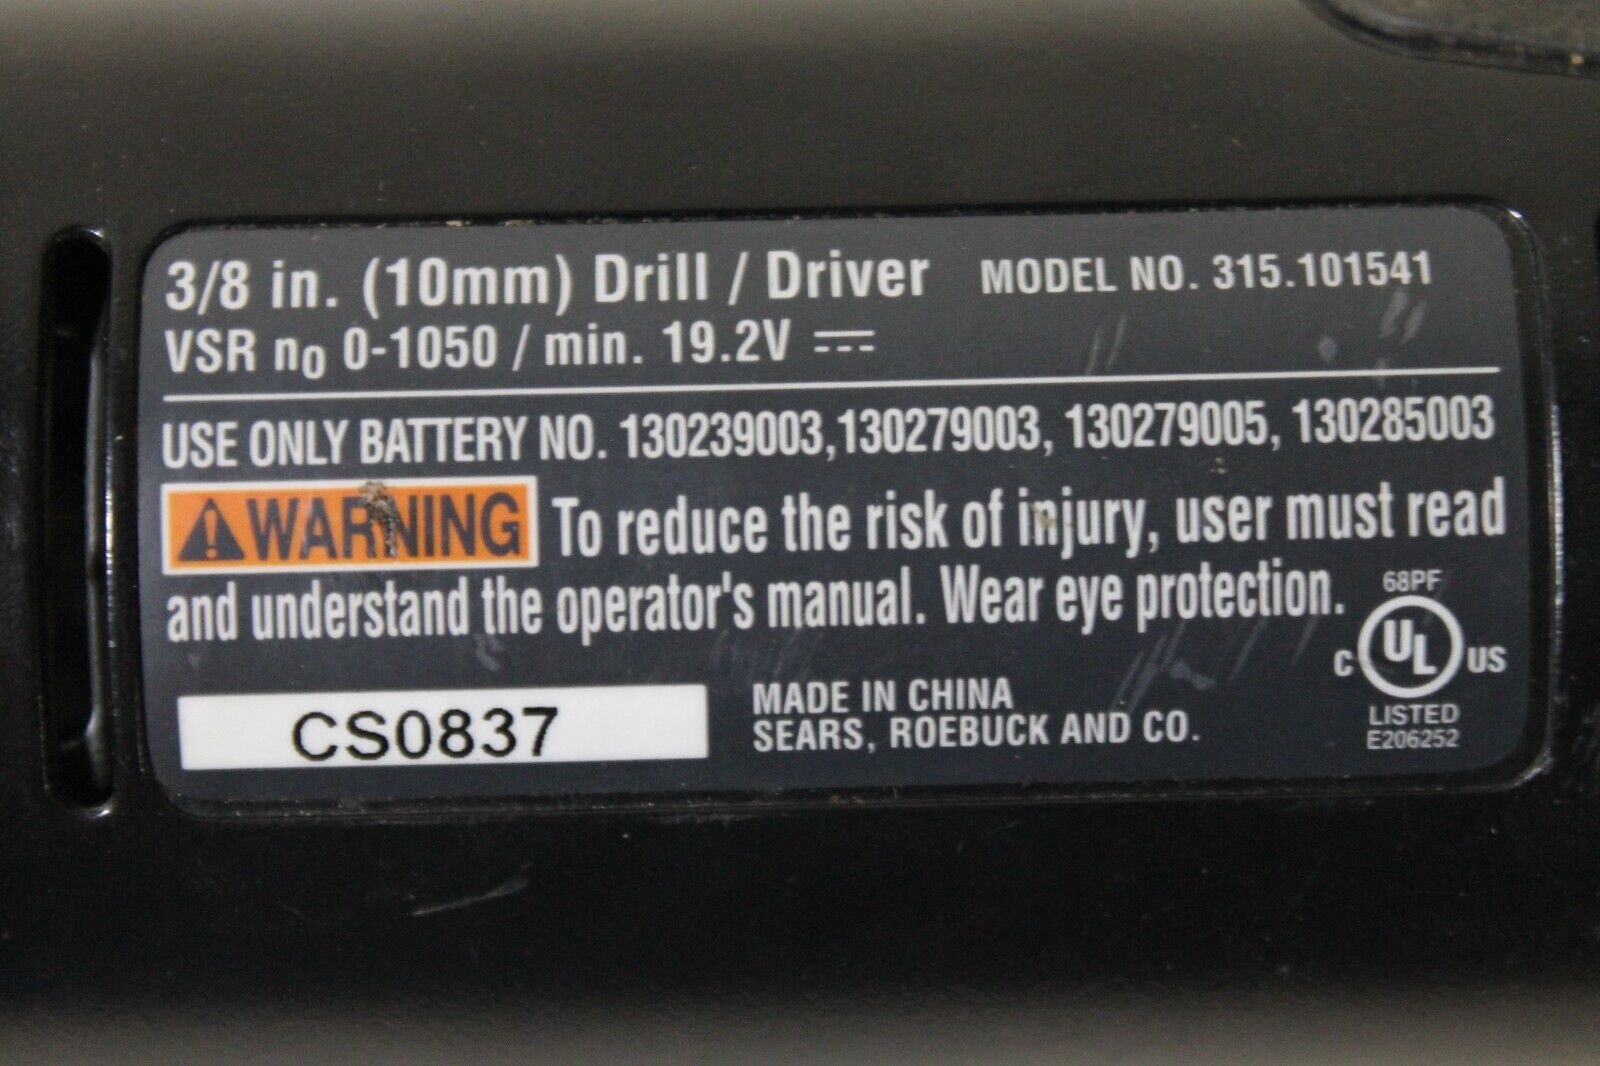 3/8 in. (10mm) Drill / Driver MODEL NO. 315.101541
VSR n₀ 0-1050 / min. 19.2V ⎓
USE ONLY BATTERY NO. 130239003,130279003, 130279005, 130285003
WARNING To reduce the risk of injury, user must read
and understand the operator's manual. Wear eye protection.
68PF
C UL US
LISTED
E206252
CS0837
MADE IN CHINA
SEARS, ROEBUCK AND CO.